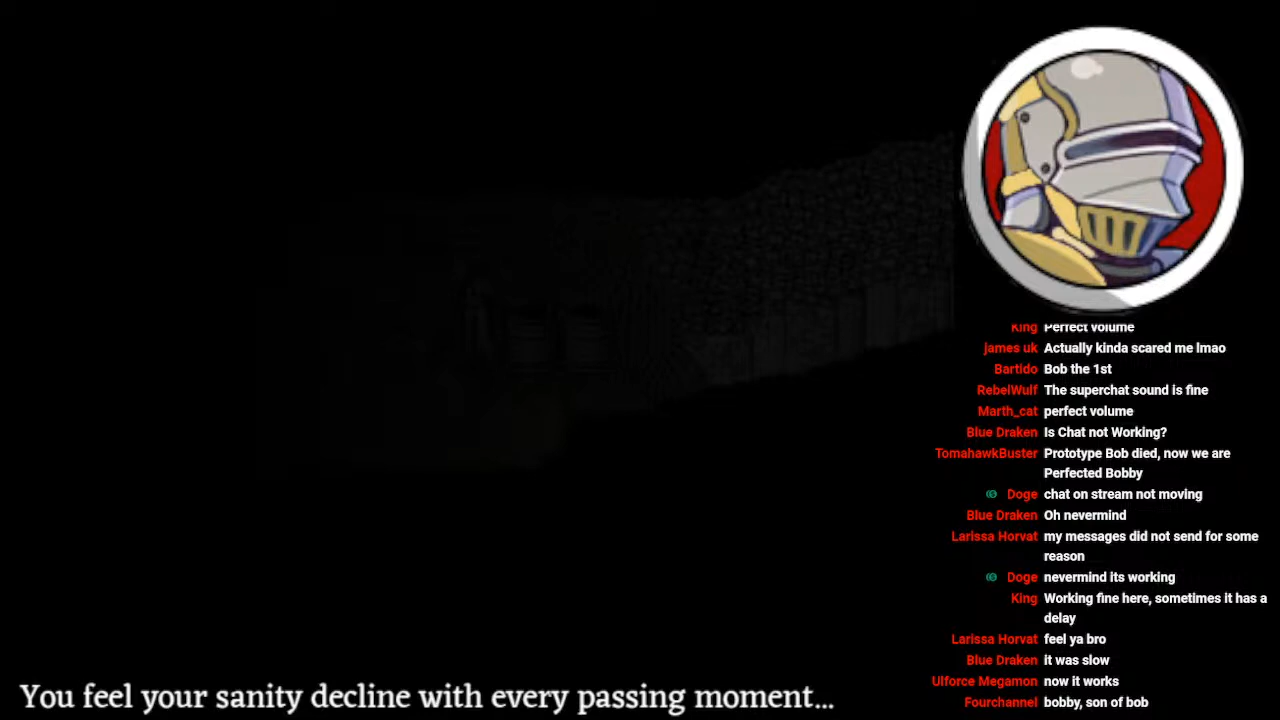 King Perfect volume
james uk Actually kinda scared me lmao
Bartido Bob the 1st
RebelWulf The superchat sound is fine
Marth_cat perfect volume
Blue Draken Is Chat not Working?
TomahawkBuster Prototype Bob died, now we are
Perfected Bobby
Doge chat on stream not moving
Blue Draken Oh nevermind
Larissa Horvat my messages did not send for some
reason
Doge nevermind its working
King Working fine here, sometimes it has a
delay
Larissa Horvat feel ya bro
Blue Draken it was slow
Ulforce Megamon now it works
Fourchannel bobby, son of bob
You feel your sanity decline with every passing moment...